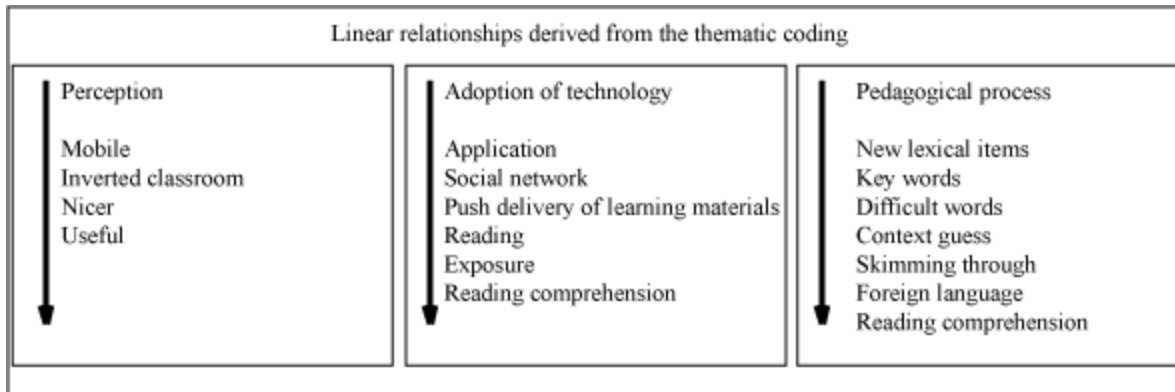 Linear relationships derived from the thematic coding
Perception
Mobile
Inverted classroom
Nicer
Useful
Adoption of technology
Application
Social network
Push delivery of learning materials
Reading
Exposure
Reading comprehension
Pedagogical process
New lexical items
Key words
Difficult words
Context guess
Skimming through
Foreign language
Reading comprehension